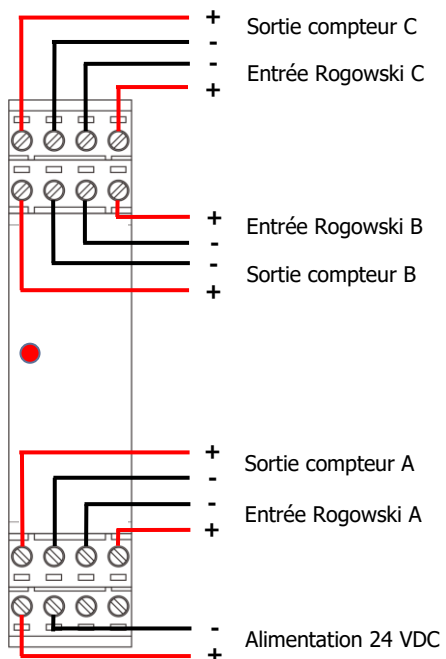 +
Sortie compteur C
-
-
Entrée Rogowski C
+
+
Entrée Rogowski B
-
-
Sortie compteur B
+
+
Sortie compteur A
-
-
Entrée Rogowski A
+
-
Alimentation 24 VDC
+